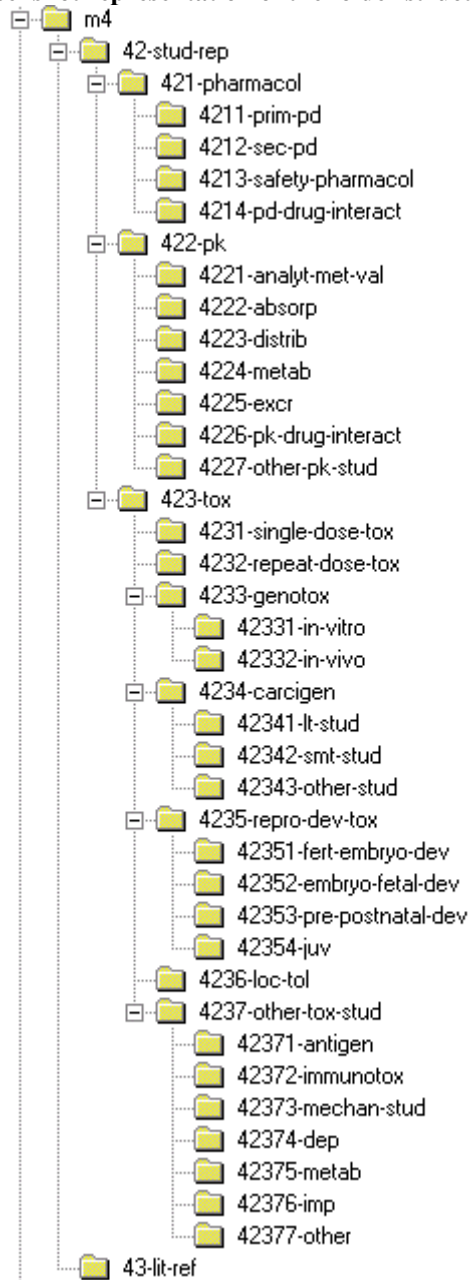 m4
42-stud-rep
421-pharmacol
4211-prim-pd
4212-sec-pd
4213-safety-pharmacol
4214-pd-drug-interact
422-pk
4221-analyt-met-val
4222-absorp
4223-distrib
4224-metab
4225-excr
4226-pk-drug-interact
4227-other-pk-stud
423-tox
4231-single-dose-tox
4232-repeat-dose-tox
4233-genotox
42331-in-vitro
42332-in-vivo
4234-carcigen
42341-lt-stud
42342-smt-stud
42343-other-stud
4235-repro-dev-tox
42351-fert-embryo-dev
42352-embryo-fetal-dev
42353-pre-postnatal-dev
42354-juv
4236-loc-tol
4237-other-tox-stud
42371-antigen
42372-immunotox
42373-mechan-stud
42374-dep
42375-metab
42376-imp
42377-other
43-lit-ref